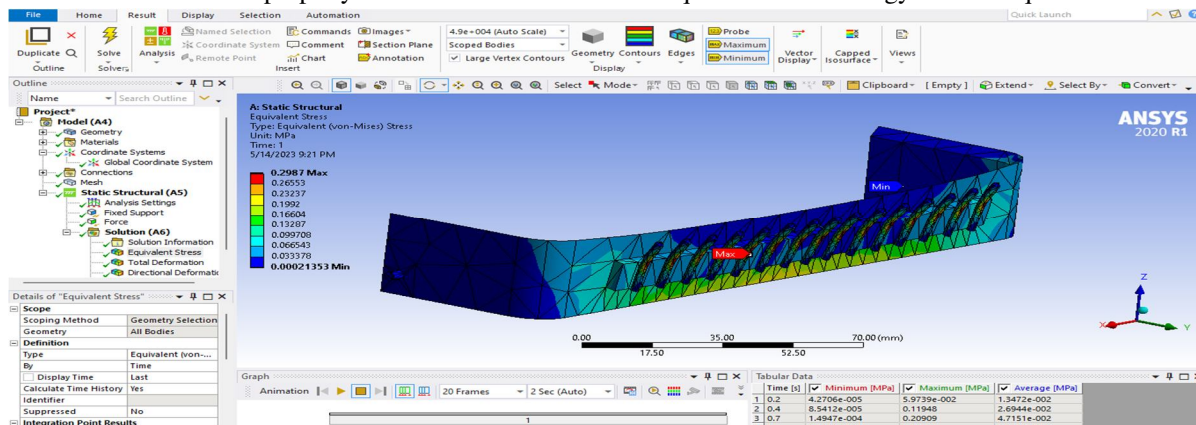 File Home Result Display Selection Automation Quick Launch
Duplicate Solve Analysis Named Selection Commands Images 4.9e+004 (Auto Scale) Probe
Coordinate System Comment Section Plane Scoped Bodies Geometry Contours Edges Maximum Vector Display Capped Isosurface Views
Remote Point Chart Annotation Large Vertex Contours Minimum
Outline Solver Insert Display
Outline Select Mode Clipboard [ Empty ] Extend Select By Convert
Name Search Outline
Project*
Model (A4)
Geometry
Materials
Coordinate Systems
Global Coordinate System
Connections
Mesh
Static Structural (A5)
Analysis Settings
Fixed Support
Force
Solution (A6)
Solution Information
Equivalent Stress
Total Deformation
Directional Deformatic
A: Static Structural
Equivalent Stress
Type: Equivalent (von-Mises) Stress
Unit: MPa
Time: 1
5/14/2023 9:21 PM
0.2987 Max
0.26553
0.23237
0.1992
0.16604
0.13287
0.099708
0.066543
0.033378
0.00021353 Min
Min
Max
ANSYS
2020 R1
Z
X
Y
0.00 35.00 70.00 (mm)
17.50 52.50
Details of "Equivalent Stress"
Scope
Scoping Method Geometry Selection
Geometry All Bodies
Definition
Type Equivalent (von-...
By Time
Display Time Last
Calculate Time History Yes
Identifier
Suppressed No
Integration Point Results
Graph
Animation 20 Frames 2 Sec (Auto)
1
Tabular Data
Time [s] Minimum [MPa] Maximum [MPa] Average [MPa]
1 0.2 4.2706e-005 5.9739e-002 1.3472e-002
2 0.4 8.5412e-005 0.11948 2.6944e-002
3 0.7 1.4947e-004 0.20909 4.7151e-002